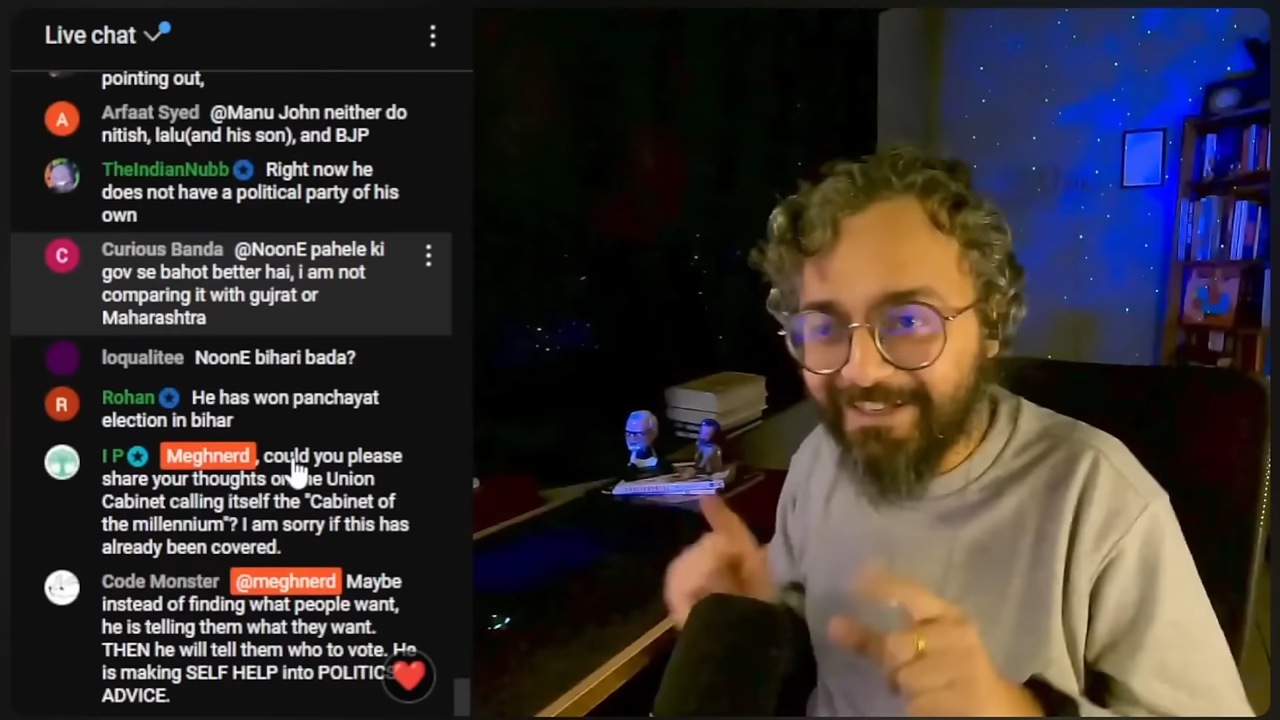 Live chat
pointing out,
Arfaat Syed @Manu John neither do
nitish, lalu(and his son), and BJP
TheIndianNubb Right now he
does not have a political party of his
own
Curious Banda @NoonE pahele ki
gov se bahot better hai, i am not
comparing it with gujrat or
Maharashtra
loqualitee NoonE bihari bada?
Rohan He has won panchayat
election in bihar
I P Meghnerd, could you please
share your thoughts on Union
Cabinet calling itself the "Cabinet of
the millennium"? I am sorry if this has
already been covered.
Code Monster @meghnerd Maybe
instead of finding what people want,
he is telling them what they want.
THEN he will tell them who to vote. He
is making SELF HELP into POLITICS
ADVICE.